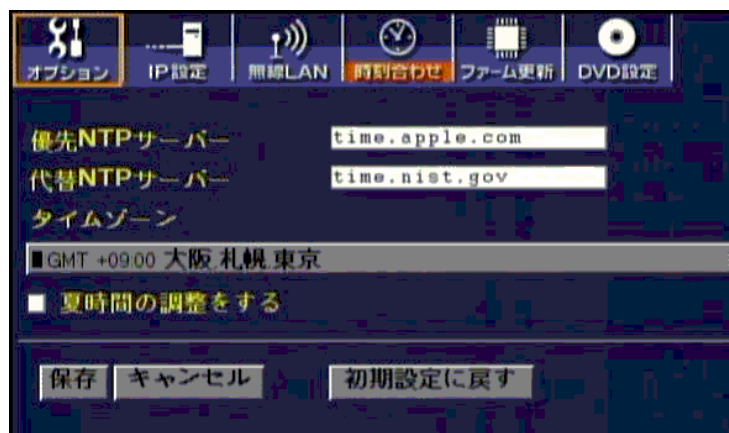 オプション IP設定 無線LAN 時刻合わせ ファーム更新 DVD設定
優先NTPサーバー time.apple.com
代替NTPサーバー time.nist.gov
タイムゾーン
GMT +09:00 大阪,札幌,東京
夏時間の調整をする
保存 キャンセル 初期設定に戻す